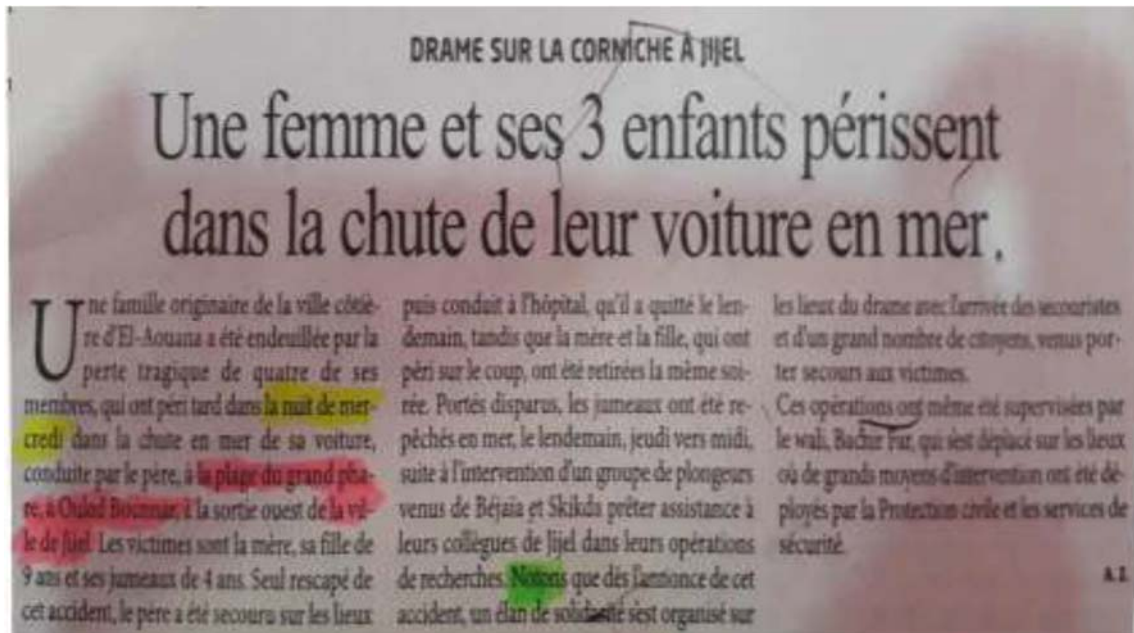 DRAME SUR LA CORNICHE À JIJEL
Une femme et ses 3 enfants périssent
dans la chute de leur voiture en mer.
Une famille originaire de la ville côtiè-
re d'El-Aouana a été endeuillée par la
perte tragique de quatre de ses
membres, qui ont péri tard dans la nuit de mer-
credi dans la chute en mer de sa voiture,
conduite par le père, à la plage du grand pha-
re, à Ouled Bounnar, à la sortie ouest de la vil-
le de Jijel. Les victimes sont la mère, sa fille de
9 ans et ses jumeaux de 4 ans. Seul rescapé de
cet accident, le père a été secouru sur les lieux
puis conduit à l'hôpital, qu'il a quitté le len-
demain, tandis que la mère et la fille, qui ont
péri sur le coup, ont été retirées la même soi-
rée. Portés disparus, les jumeaux ont été re-
pêchés en mer, le lendemain, jeudi vers midi,
suite à l'intervention d'un groupe de plongeurs
venus de Béjaïa et Skikda prêter assistance à
leurs collègues de Jijel dans leurs opérations
de recherches. Notons que dès l'annonce de cet
accident, un élan de solidarité s'est organisé sur
les lieux du drame avec l'arrivée des secouristes
et d'un grand nombre de citoyens, venus por-
ter secours aux victimes.
Ces opérations ont même été supervisées par
le wali, Bachir Far, qui s'est déplacé sur les lieux
où de grands moyens d'intervention ont été dé-
ployés par la Protection civile et les services de
sécurité.
A. Z.